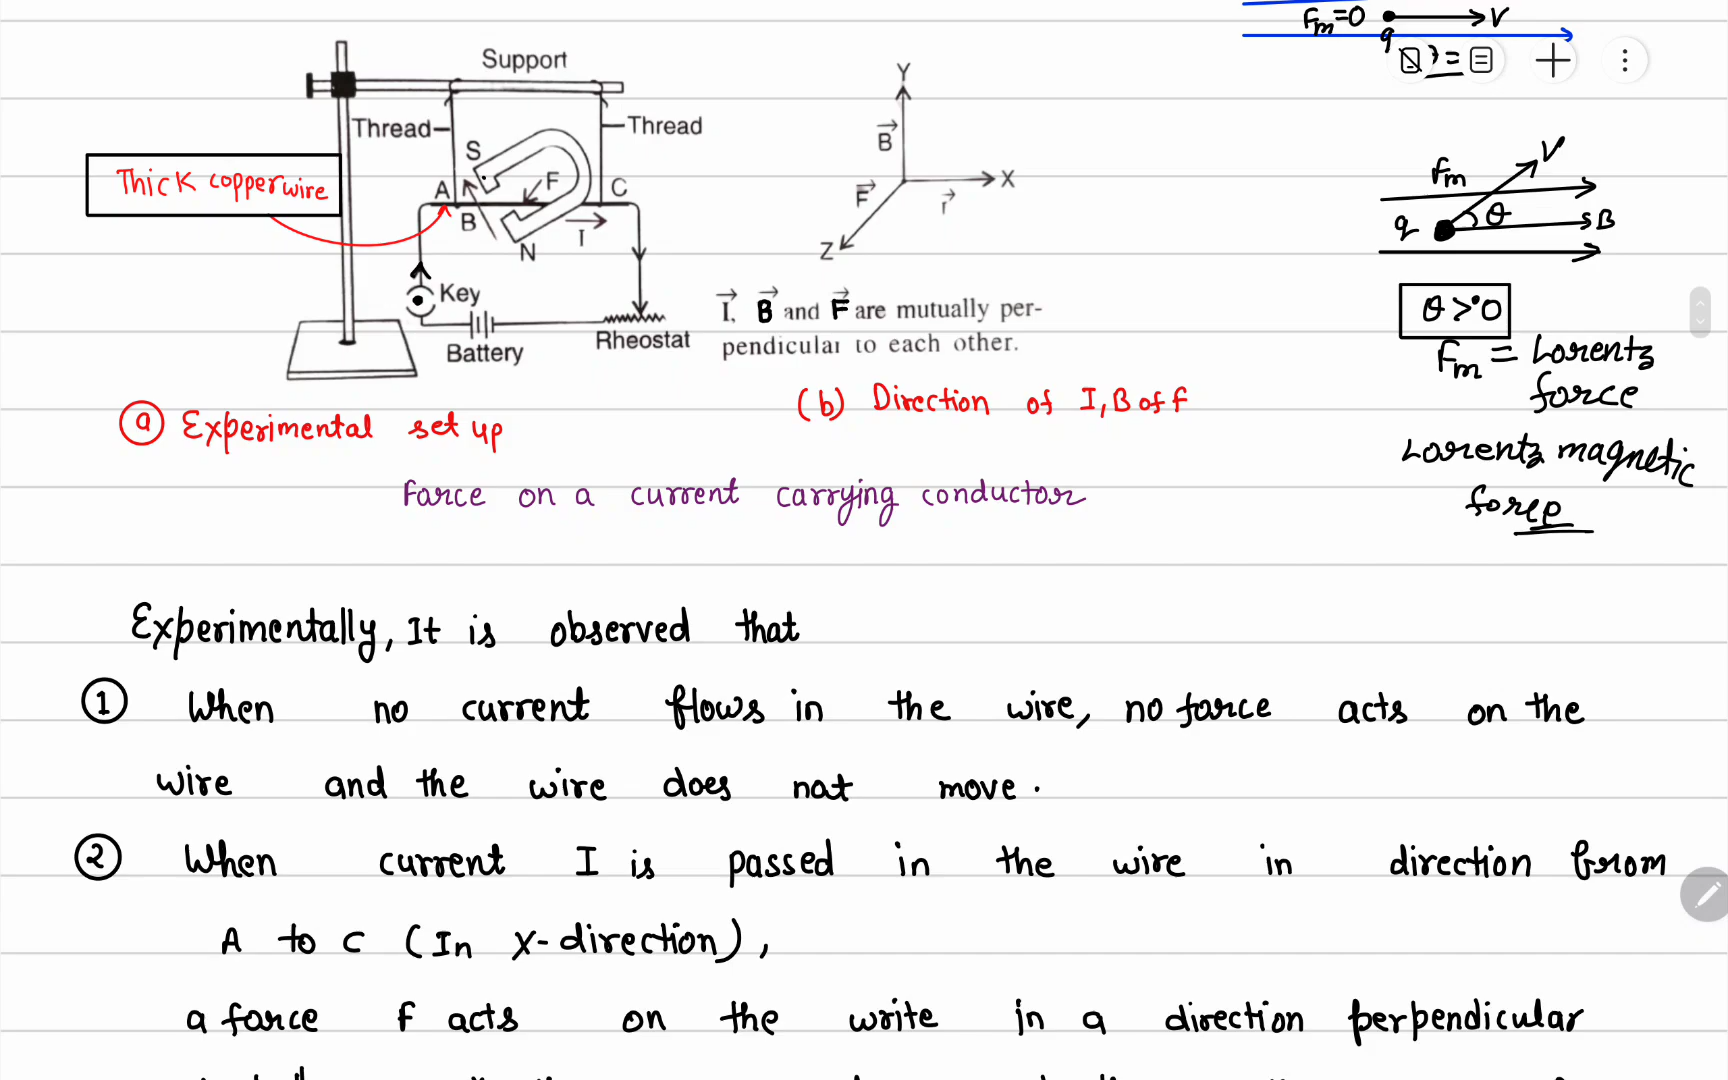 Fm=0 V
q
Support
Thread
Thread
Thick copper wire
S
A
F
C
B
I
N
Key
Battery
Rheostat
Y
B
X
F
I
Z
I, B and F are mutually per-
pendicular to each other.
Fm V
q θ B
θ > 0
Fm = Lorentz
force
Lorentz magnetic
force
(a) Experimental set up
(b) Direction of I, B of F
Force on a current carrying conductor
Experimentally, It is observed that
(1) When no current flows in the wire, no force acts on the
wire and the wire does not move.
(2) When current I is passed in the wire in direction from
A to C (In X-direction),
a force F acts on the write in a direction perpendicular